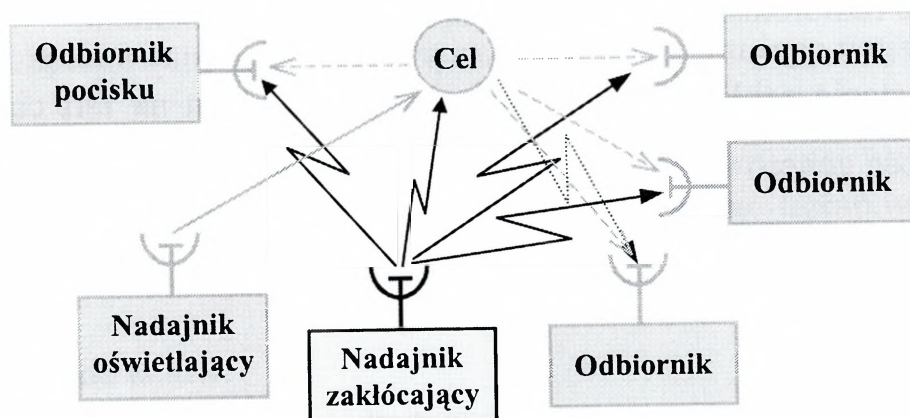 Odbiornik
pocisku
Cel
Odbiornik
Odbiornik
Nadajnik
oświetlający
Nadajnik
zakłócający
Odbiornik